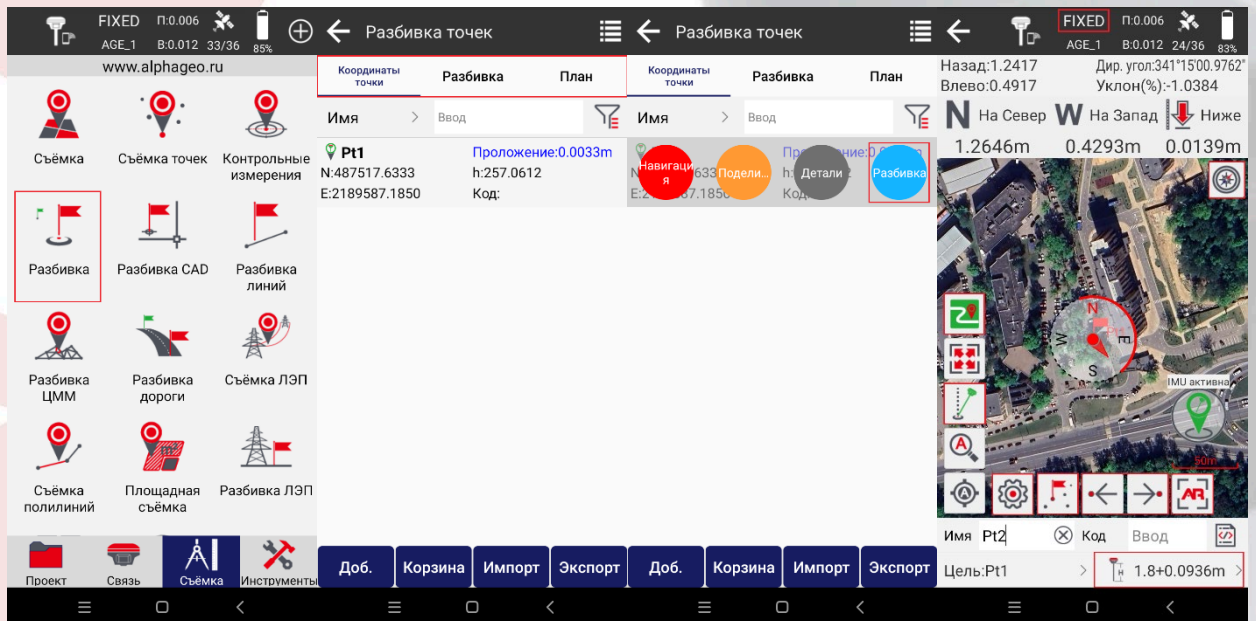 FIXED П:0.006
AGE_1 В:0.012 33/36 85%
www.alphageo.ru
Съёмка
Съёмка точек
Контрольные измерения
Разбивка
Разбивка CAD
Разбивка линий
Разбивка ЦММ
Разбивка дороги
Съёмка ЛЭП
Съёмка полилиний
Площадная съёмка
Разбивка ЛЭП
Проект
Связь
Съёмка
Инструменты
Разбивка точек
Координаты точки
Разбивка
План
Имя
Ввод
Pt1
Проложение:0.0033m
N:487517.6333
h:257.0612
E:2189587.1850
Код:
Доб.
Корзина
Импорт
Экспорт
Разбивка точек
Координаты точки
Разбивка
План
Имя
Ввод
Навигаци
я
Подели...
Детали
Разбивка
Код:
Доб.
Корзина
Импорт
Экспорт
FIXED П:0.006
AGE_1 В:0.012 24/36 83%
Назад:1.2417 Дир. угол:341°15'00.9762"
Влево:0.4917 Уклон(%):-1.0384
N На Север W На Запад Ниже
1.2646m 0.4293m 0.0139m
N
W
E
S
IMU активна
50m
AR
Имя Pt2 Код Ввод
Цель:Pt1 1.8+0.0936m